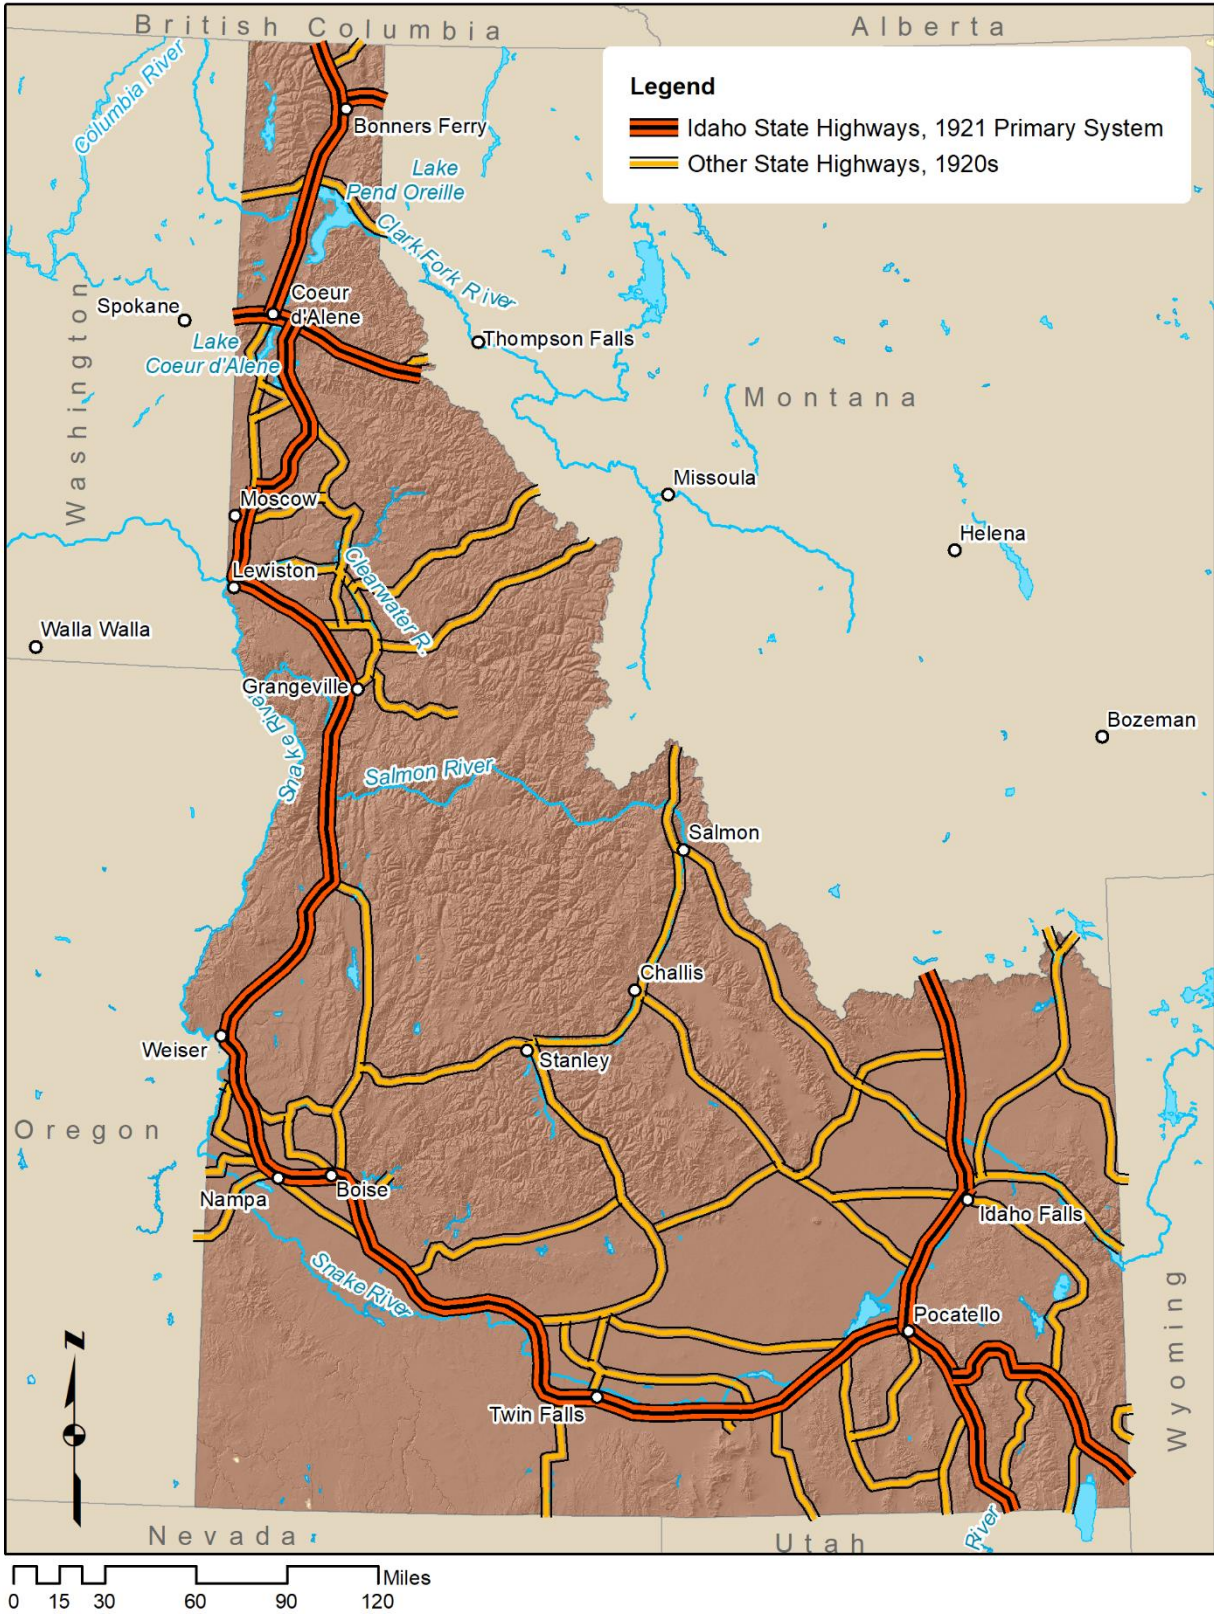 British Columbia
Alberta
Legend
Idaho State Highways, 1921 Primary System
Other State Highways, 1920s
Columbia River
Bonners Ferry
Lake
Pend Oreille
Clark Fork River
Washington
Spokane
Coeur
d'Alene
Lake
Coeur d'Alene
Thompson Falls
Montana
Moscow
Missoula
Helena
Lewiston
Clearwater R.
Walla Walla
Grangeville
Snake River
Bozeman
Salmon River
Salmon
Challis
Weiser
Stanley
Oregon
Nampa
Boise
Idaho Falls
Snake River
Pocatello
Wyoming
N
Twin Falls
Nevada
Utah
River
Miles
0 15 30 60 90 120